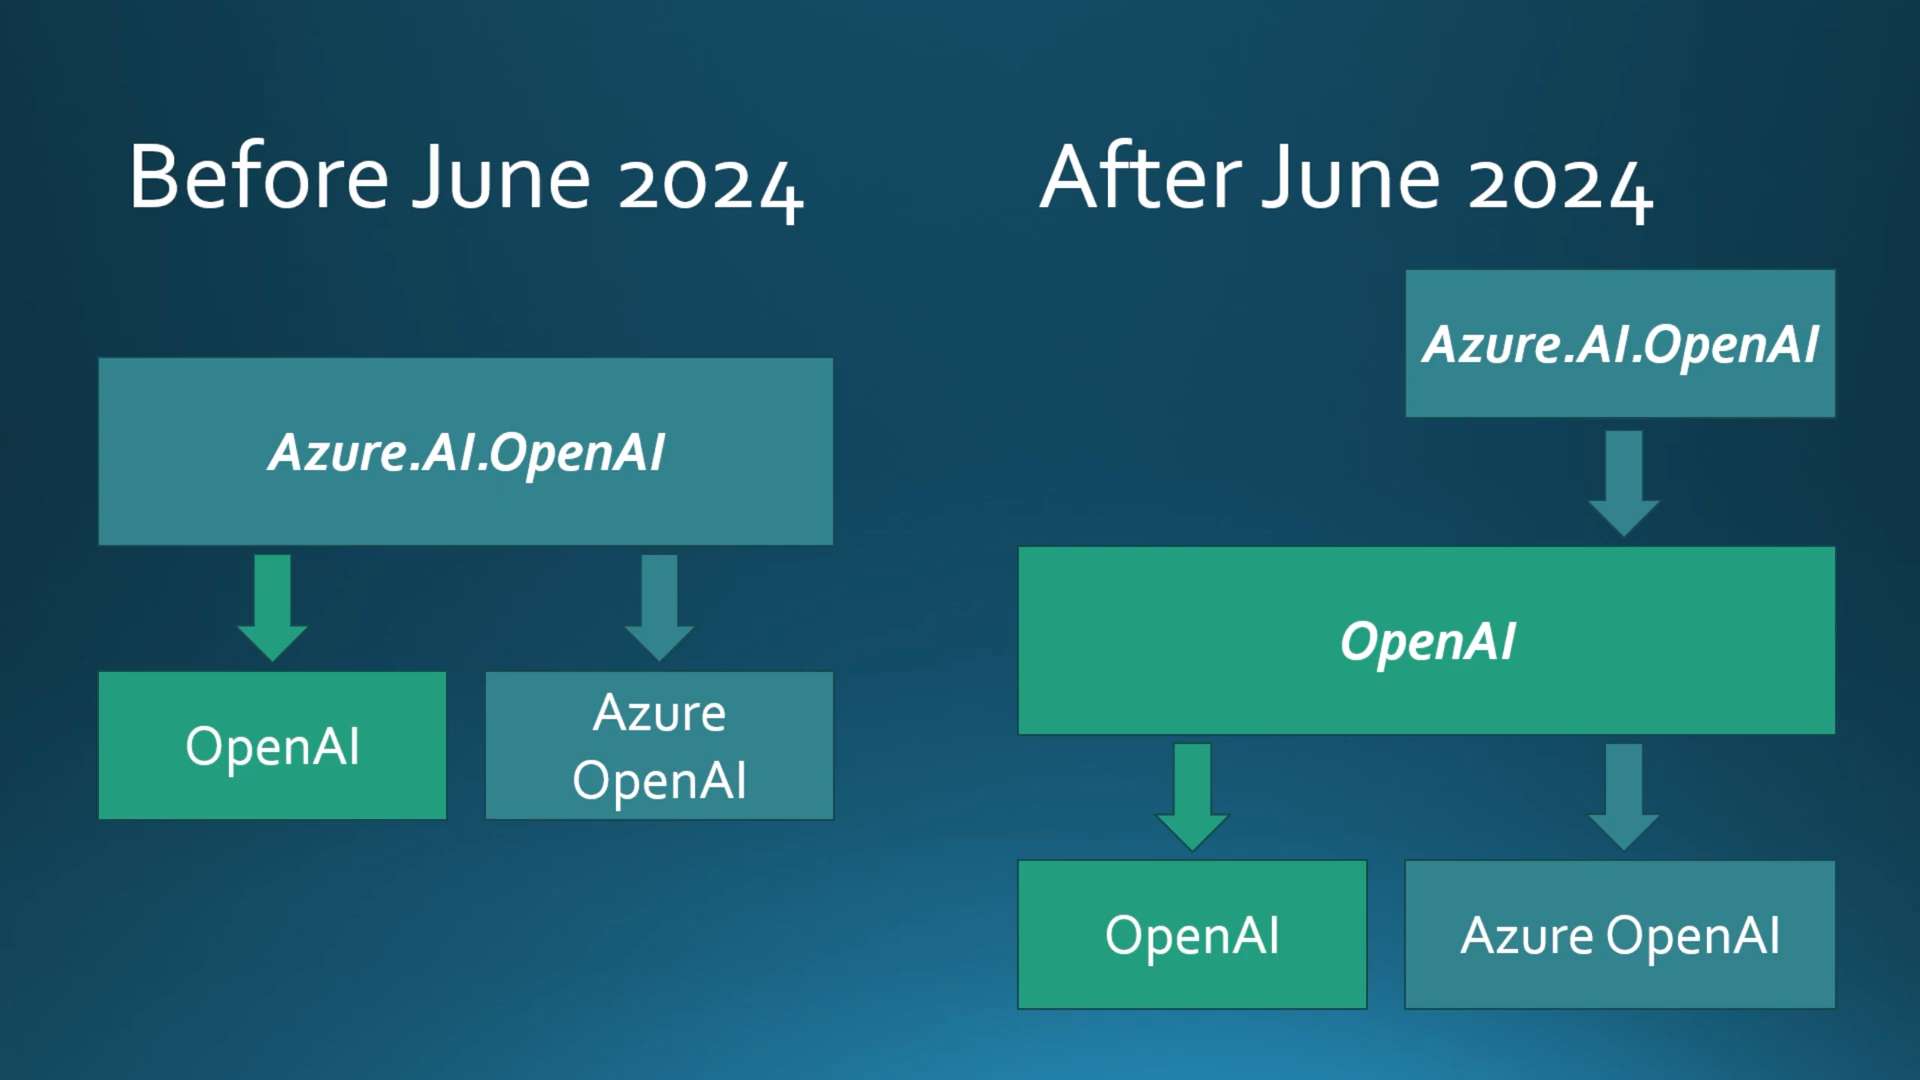 Before June 2024
Azure.AI.OpenAI
OpenAI
Azure
OpenAI
After June 2024
Azure.AI.OpenAI
OpenAI
OpenAI
Azure OpenAI